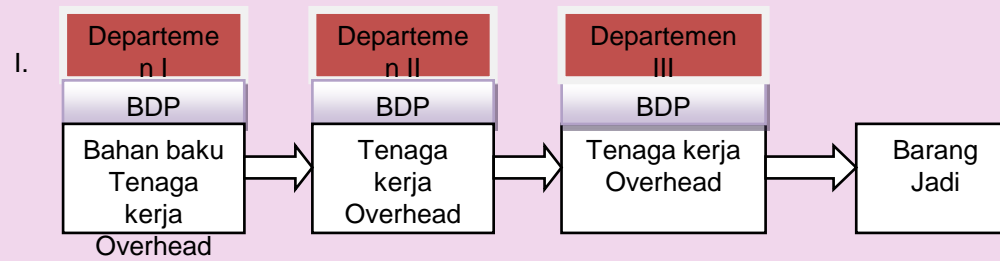 I.
Departeme
n I
BDP
Bahan baku
Tenaga
kerja
Overhead
Departeme
n II
BDP
Tenaga
kerja
Overhead
Departemen
III
BDP
Tenaga kerja
Overhead
Barang
Jadi